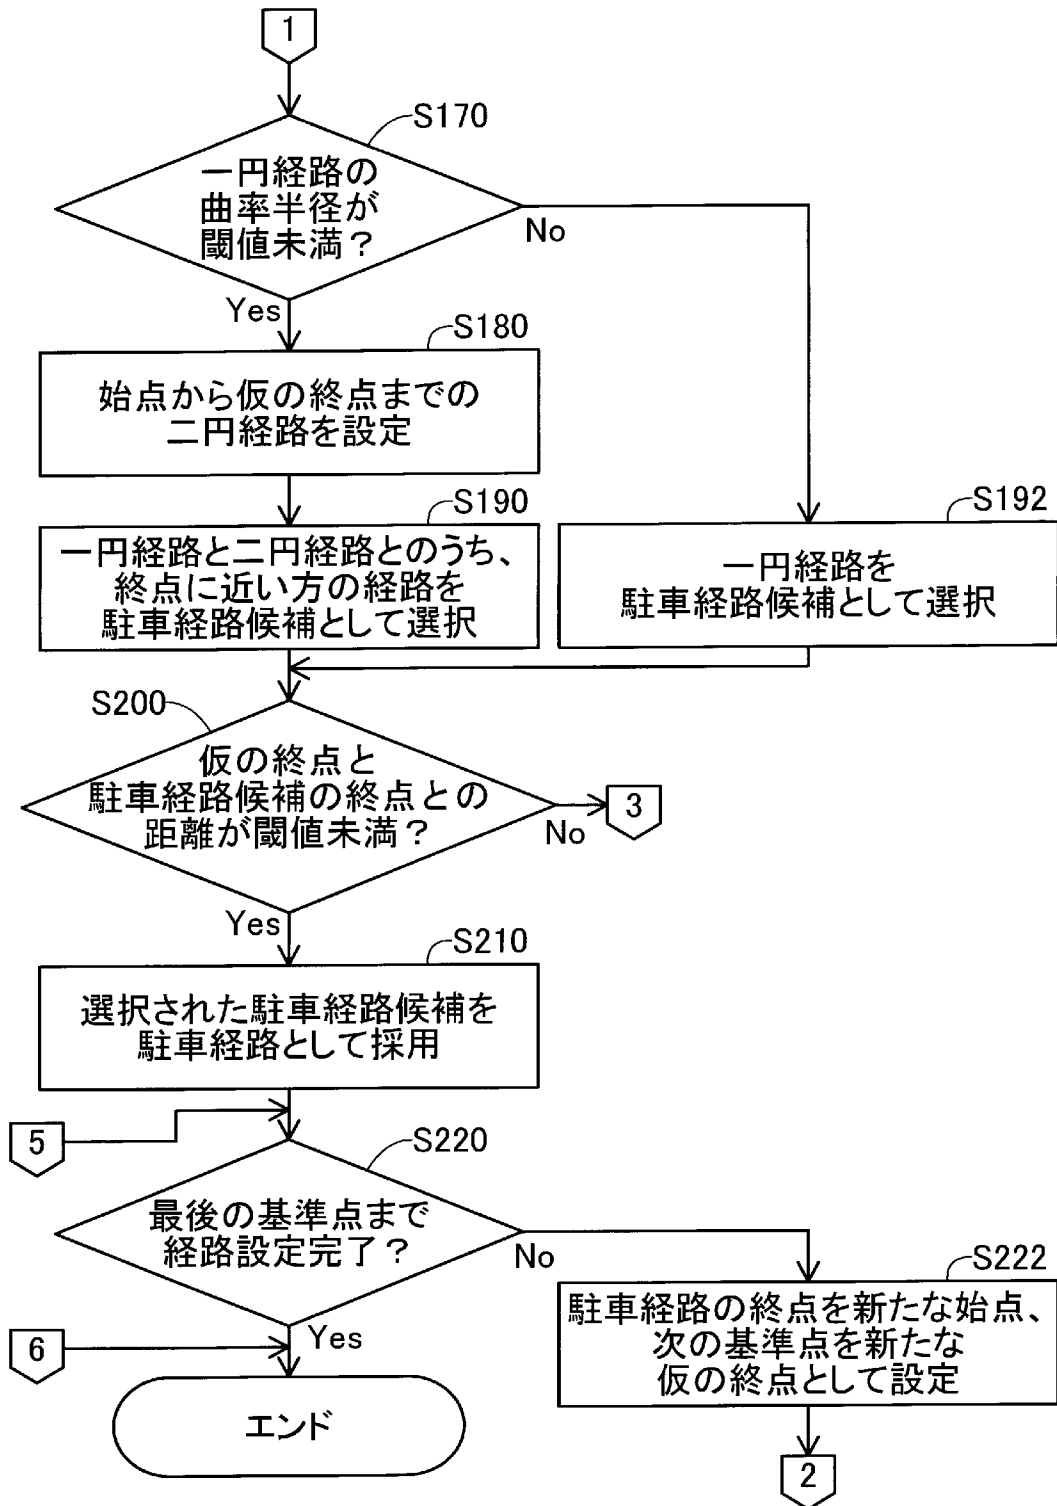 1
S170
一円経路の
曲率半径が
閾値未満？
No
Yes
S180
始点から仮の終点までの
二円経路を設定
S190
一円経路と二円経路とのうち、
終点に近い方の経路を
駐車経路候補として選択
S192
一円経路を
駐車経路候補として選択
S200
仮の終点と
駐車経路候補の終点との
距離が閾値未満？
No
3
Yes
S210
選択された駐車経路候補を
駐車経路として採用
5
S220
最後の基準点まで
経路設定完了？
No
S222
駐車経路の終点を新たな始点、
次の基準点を新たな
仮の終点として設定
Yes
6
エンド
2